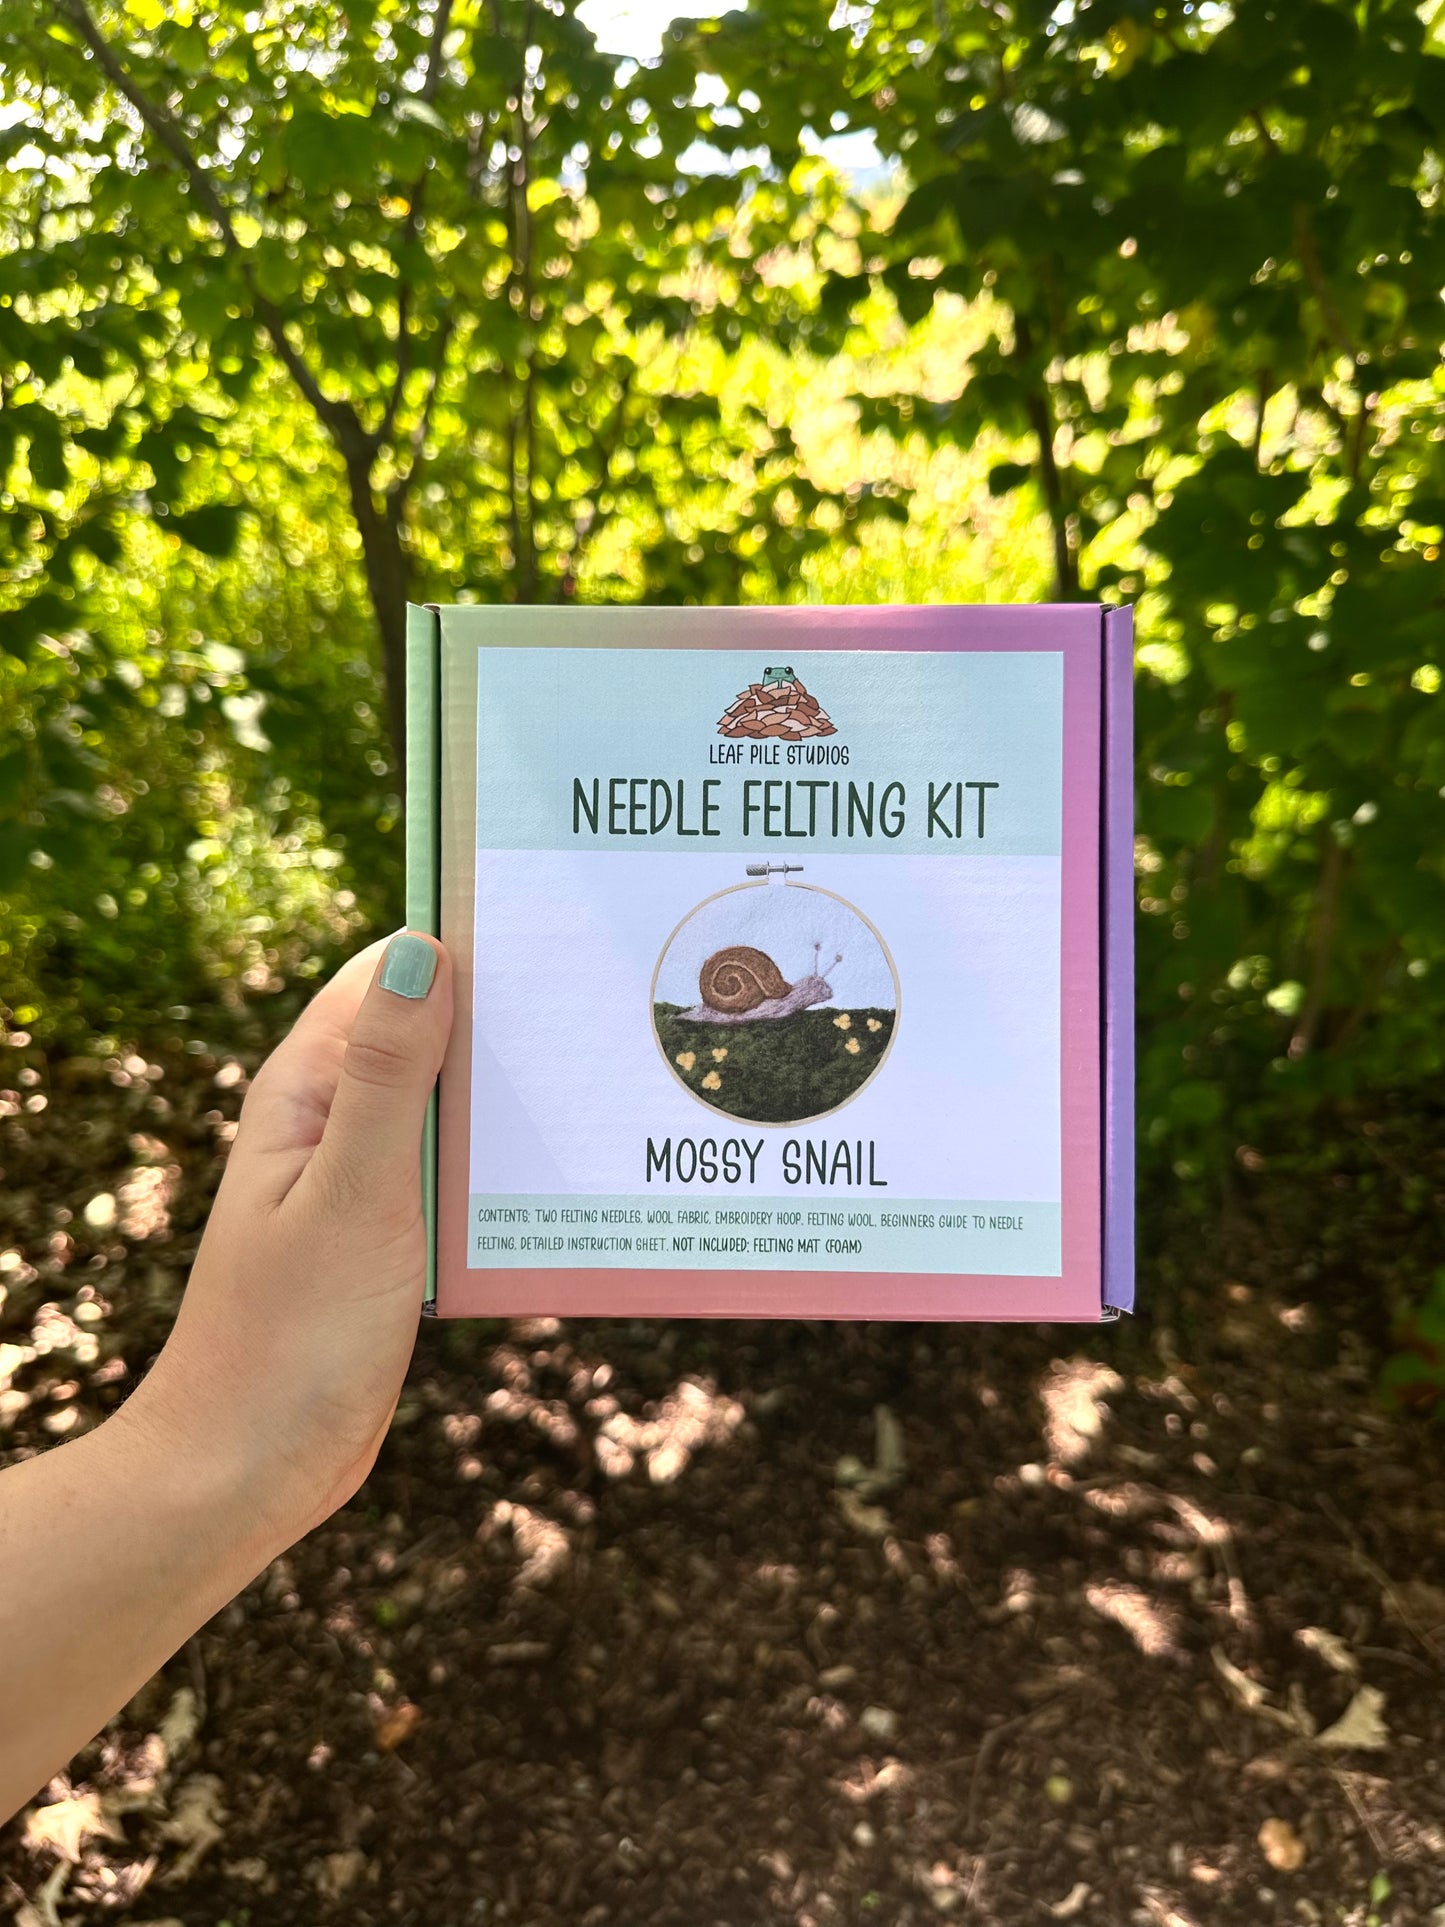 LEAF PILE STUDIOS
NEEDLE FELTING KIT
MOSSY SNAIL
CONTENTS: TWO FELTING NEEDLES, WOOL FABRIC, EMBROIDERY HOOP, FELTING WOOL, BEGINNERS GUIDE TO NEEDLE
FELTING, DETAILED INSTRUCTION SHEET. NOT INCLUDED: FELTING MAT (FOAM)